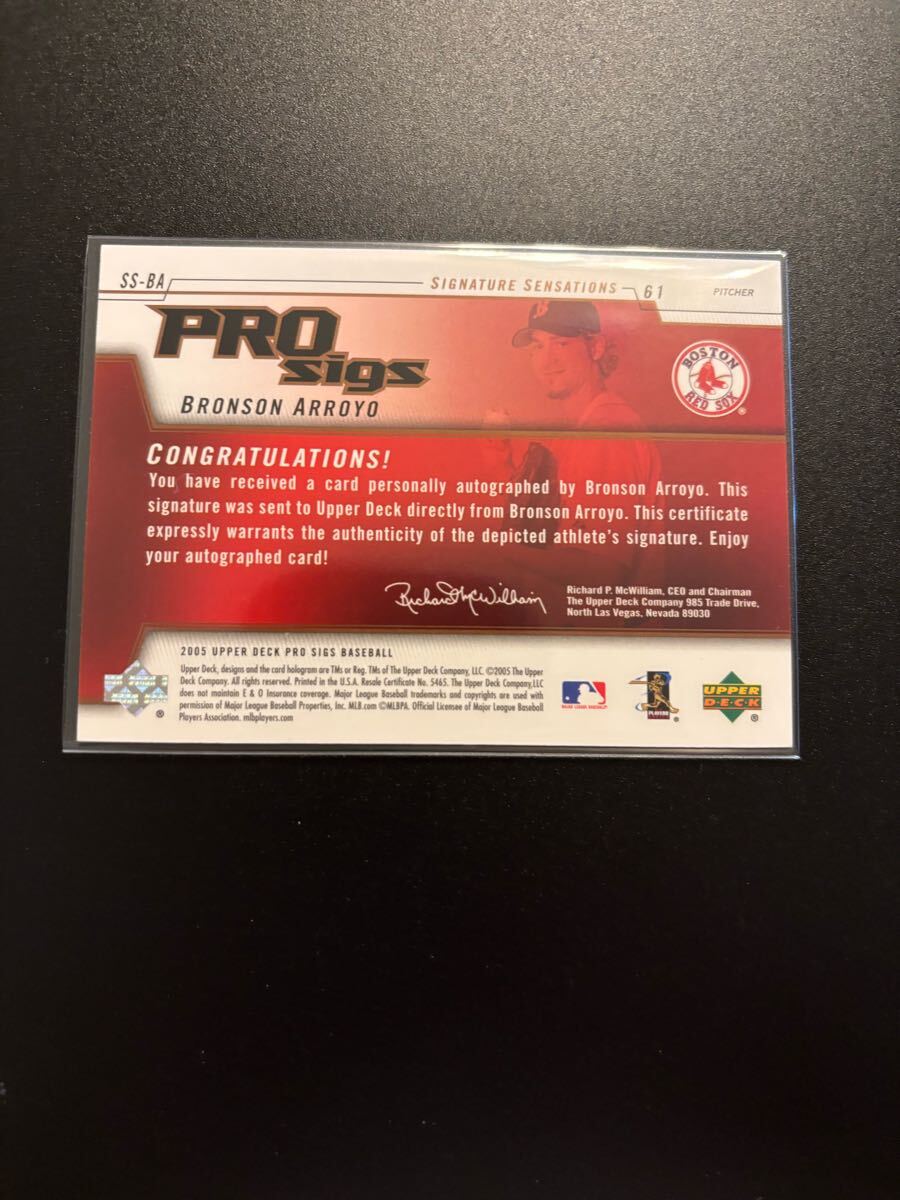 SS-BA
SIGNATURE SENSATIONS
61
PITCHER
PRO
sigs
BRONSON ARROYO
BOSTON
RED SOX
®
CONGRATULATIONS!
You have received a card personally autographed by Bronson Arroyo. This
signature was sent to Upper Deck directly from Bronson Arroyo. This certificate
expressly warrants the authenticity of the depicted athlete's signature. Enjoy
your autographed card!
Richard McWilliam
Richard P. McWilliam, CEO and Chairman
The Upper Deck Company 985 Trade Drive,
North Las Vegas, Nevada 89030
2005 UPPER DECK PRO SIGS BASEBALL
Upper Deck, designs and the card hologram are TMs or Reg. TMs of The Upper Deck Company, LLC. ©2005 The Upper
Deck Company. All rights reserved. Printed in the U.S.A. Resale Certificate No. 5465. The Upper Deck Company,LLC
does not maintain E & O Insurance coverage. Major League Baseball trademarks and copyrights are used with
permission of Major League Baseball Properties, Inc. MLB.com ©MLBPA. Official Licensee of Major League Baseball
Players Association. mlbplayers.com
®
MAJOR LEAGUE BASEBALL®
PLAYERS
®
UPPER
DECK
®